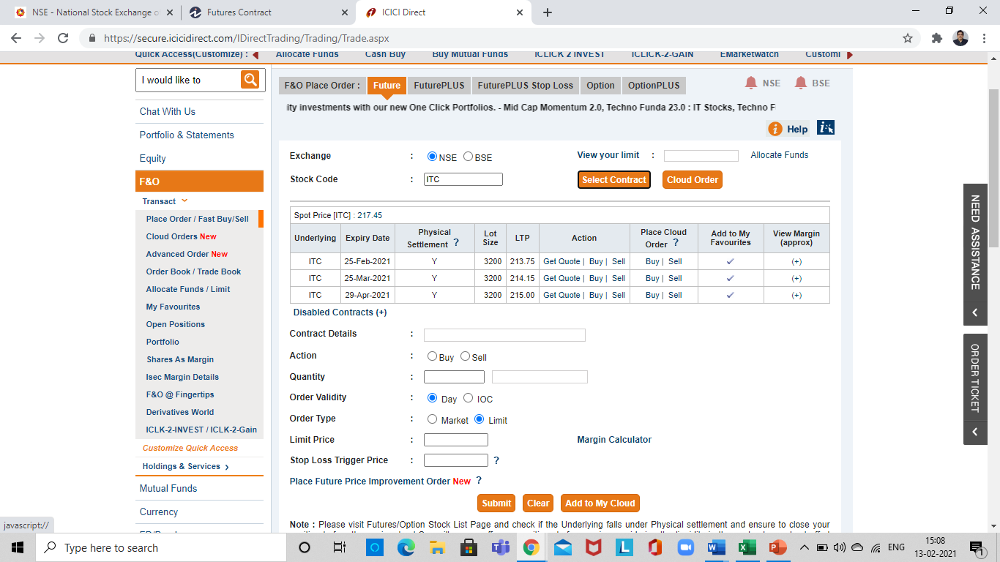 NSE - National Stock Exchange o
Futures Contract
ICICI Direct
https://secure.icicidirect.com/IDirectTrading/Trading/Trade.aspx
Quick Access(Customize) : Allocate Funds Cash Buy Buy Mutual Funds ICLICK 2 INVEST ICLICK-2-GAIN EMarketwatch Customi
I would like to
Chat With Us
Portfolio & Statements
Equity
F&O
Transact
Place Order / Fast Buy/Sell
Cloud Orders New
Advanced Order New
Order Book / Trade Book
Allocate Funds / Limit
My Favourites
Open Positions
Portfolio
Shares As Margin
Isec Margin Details
F&O @ Fingertips
Derivatives World
ICLK-2-INVEST / ICLK-2-Gain
Customize Quick Access
Holdings & Services
Mutual Funds
Currency
F&O Place Order : Future FuturePLUS FuturePLUS Stop Loss Option OptionPLUS NSE BSE
ity investments with our new One Click Portfolios. - Mid Cap Momentum 2.0, Techno Funda 23.0 : IT Stocks, Techno F
Help
Exchange : NSE BSE View your limit : Allocate Funds
Stock Code : ITC Select Contract Cloud Order
Spot Price [ITC] : 217.45
Underlying Expiry Date Physical Settlement ? Lot Size LTP Action Place Cloud Order ? Add to My Favourites View Margin (approx)
ITC 25-Feb-2021 Y 3200 213.75 Get Quote | Buy | Sell Buy | Sell (+)
ITC 25-Mar-2021 Y 3200 214.15 Get Quote | Buy | Sell Buy | Sell (+)
ITC 29-Apr-2021 Y 3200 215.00 Get Quote | Buy | Sell Buy | Sell (+)
Disabled Contracts (+)
Contract Details :
Action : Buy Sell
Quantity :
Order Validity : Day IOC
Order Type : Market Limit
Limit Price : Margin Calculator
Stop Loss Trigger Price : ?
Place Future Price Improvement Order New ?
Submit Clear Add to My Cloud
Note : Please visit Futures/Option Stock List Page and check if the Underlying falls under Physical settlement and ensure to close your
NEED ASSISTANCE
ORDER TICKET
javascript://
Type here to search
ENG
15:08
13-02-2021
1